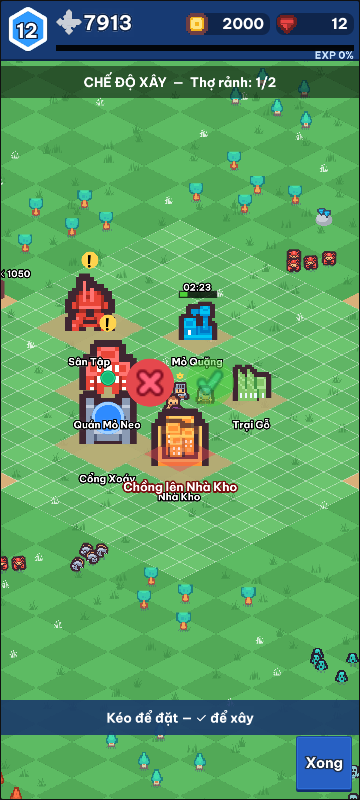 12
7913
2000
12
EXP 0%
CHẾ ĐỘ XÂY — Thợ rảnh: 1/2
1050
02:23
Sân Tập
Mỏ Quặng
Quán Mỏ Neo
Trại Gỗ
Cổng Xoáy
Chồng lên Nhà Kho
Nhà Kho
Kéo để đặt — ✓ để xây
Xong